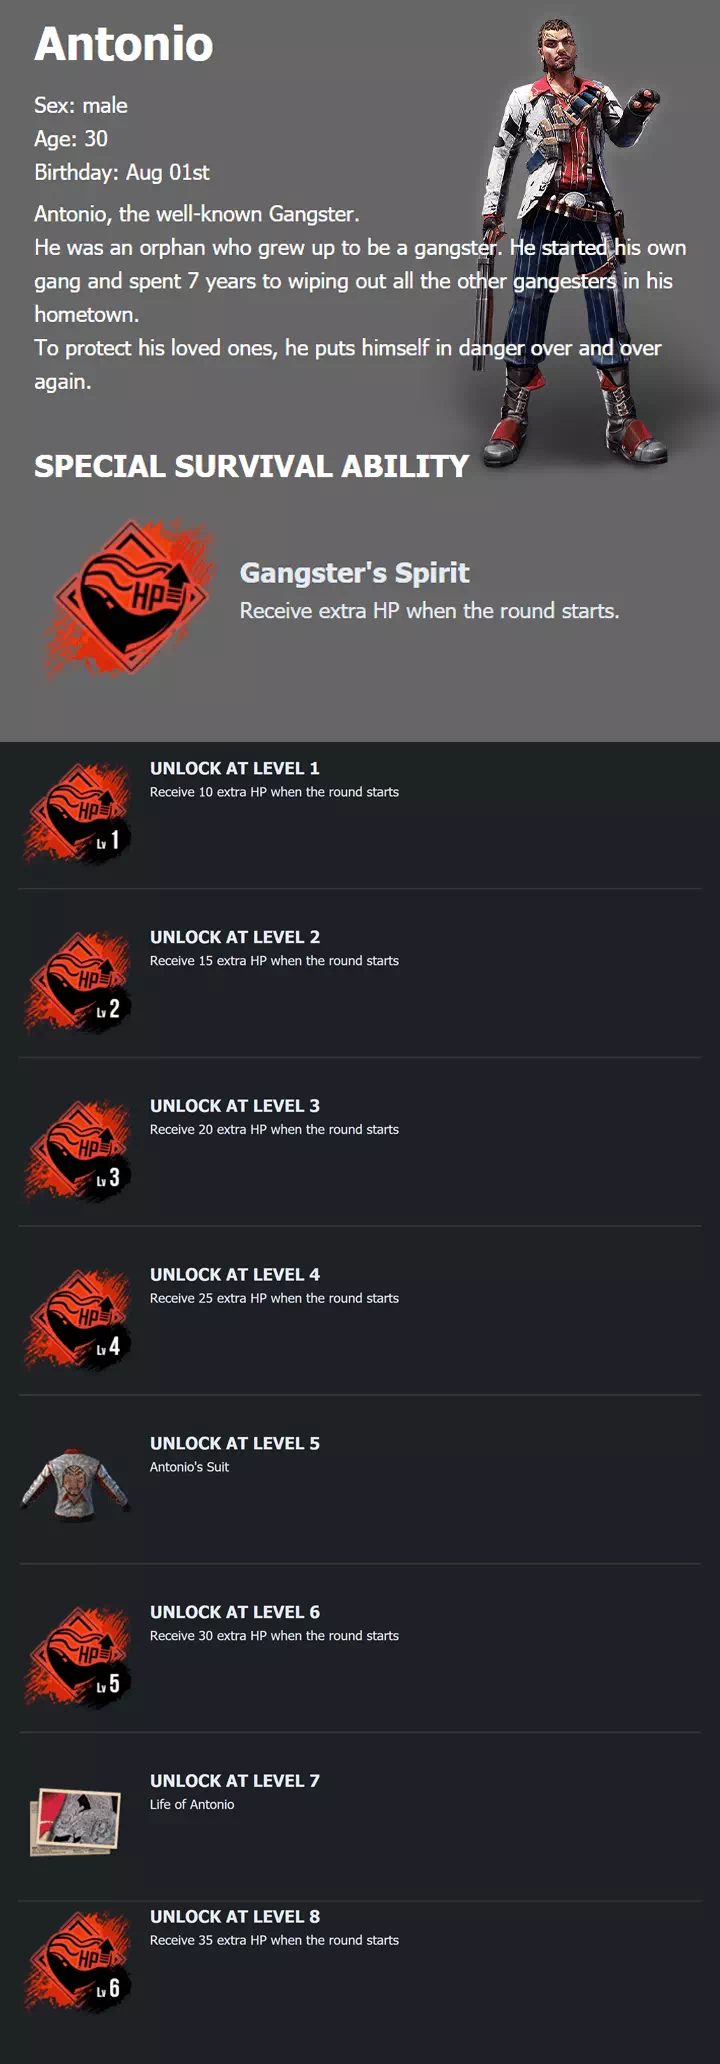 Antonio
Sex: male
Age: 30
Birthday: Aug 01st
Antonio, the well-known Gangster.
He was an orphan who grew up to be a gangster. He started his own
gang and spent 7 years to wiping out all the other gangesters in his
hometown.
To protect his loved ones, he puts himself in danger over and over
again.
SPECIAL SURVIVAL ABILITY
HP
Gangster's Spirit
Receive extra HP when the round starts.
UNLOCK AT LEVEL 1
Receive 10 extra HP when the round starts
HP
Lv 1
UNLOCK AT LEVEL 2
Receive 15 extra HP when the round starts
HP
Lv 2
UNLOCK AT LEVEL 3
Receive 20 extra HP when the round starts
HP
Lv 3
UNLOCK AT LEVEL 4
Receive 25 extra HP when the round starts
HP
Lv 4
UNLOCK AT LEVEL 5
Antonio's Suit
UNLOCK AT LEVEL 6
Receive 30 extra HP when the round starts
HP
Lv 5
UNLOCK AT LEVEL 7
Life of Antonio
UNLOCK AT LEVEL 8
Receive 35 extra HP when the round starts
HP
Lv 6